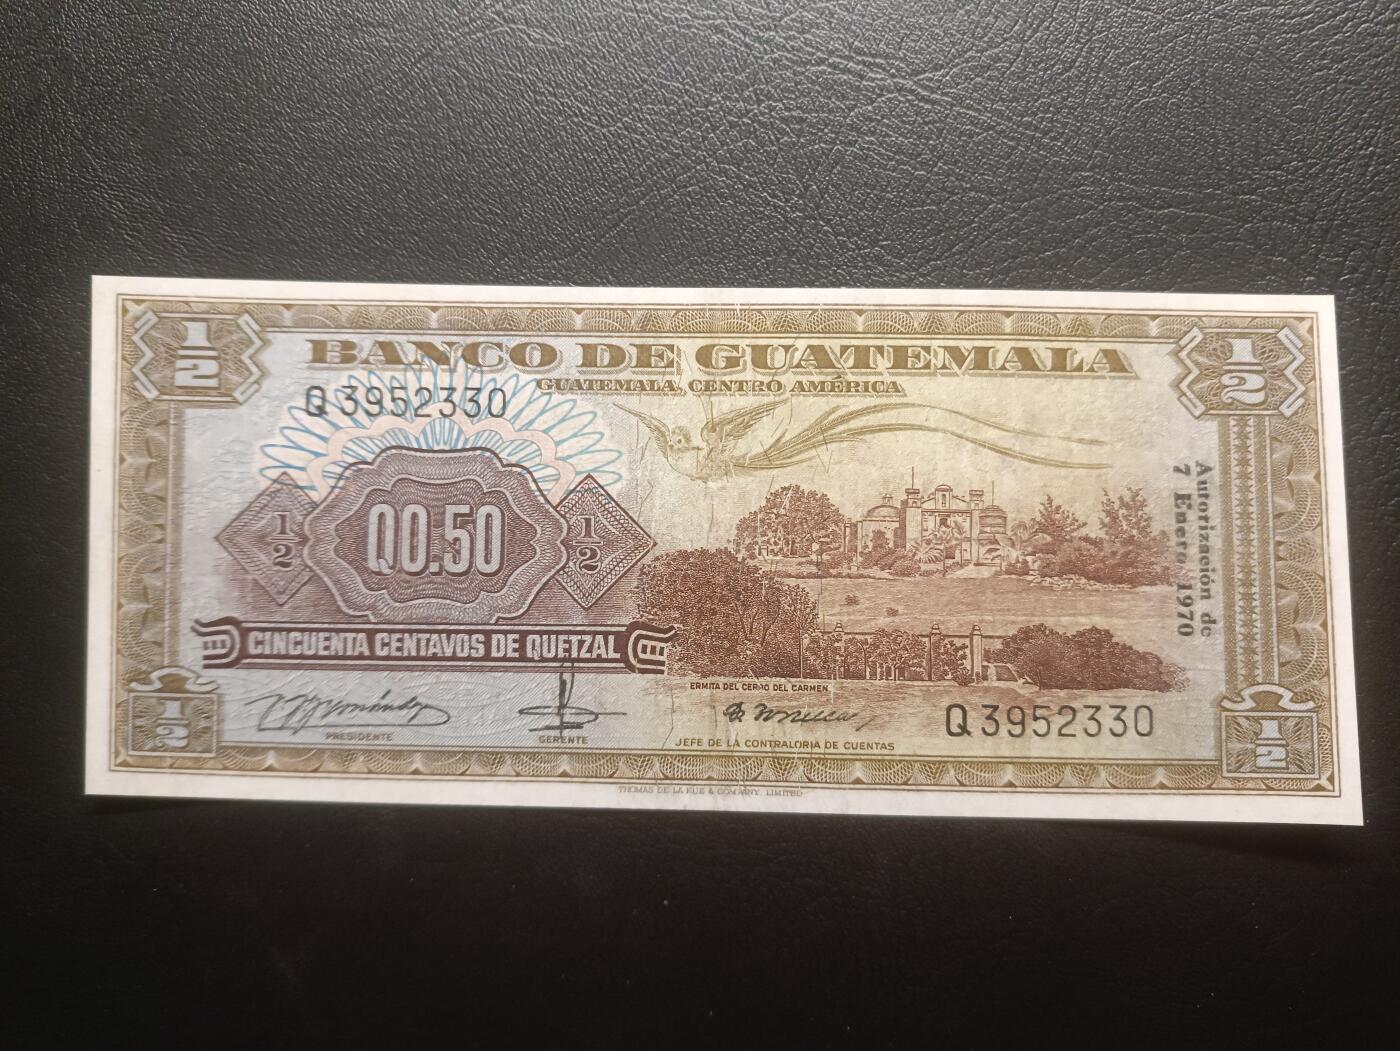 1/2
1/2
BANCO DE GUATEMALA
GUATEMALA, CENTRO AMÉRICA
Q3952330
1/2
Q0.50
1/2
CINCUENTA CENTAVOS DE QUETZAL
Autorización de
7 Enero 1970
ERMITA DEL CERRO DEL CARMEN
PRESIDENTE
GERENTE
JEFE DE LA CONTRALORIA DE CUENTAS
Q3952330
1/2
1/2
THOMAS DE LA RUE & COMPANY, LIMITED